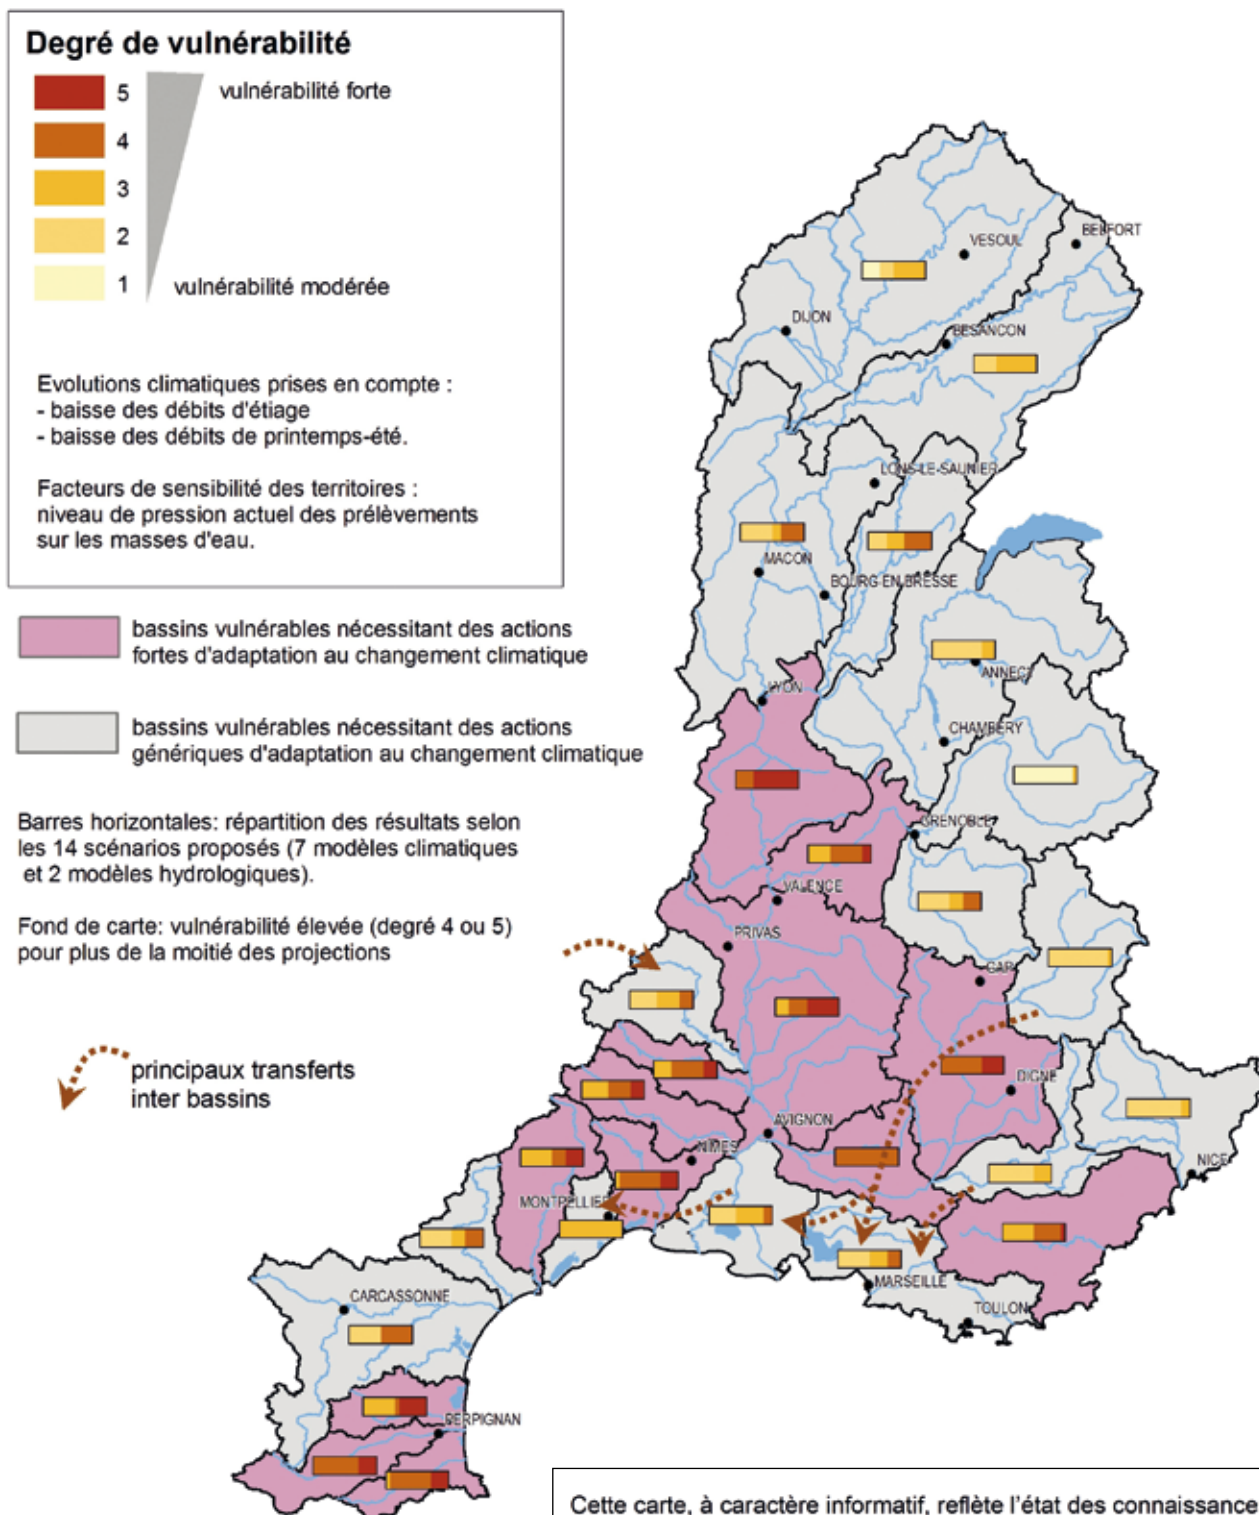 Degré de vulnérabilité
5
vulnérabilité forte
4
3
2
1
vulnérabilité modérée
Evolutions climatiques prises en compte :
- baisse des débits d'étiage
- baisse des débits de printemps-été.
Facteurs de sensibilité des territoires :
niveau de pression actuel des prélèvements
sur les masses d'eau.
bassins vulnérables nécessitant des actions
fortes d'adaptation au changement climatique
bassins vulnérables nécessitant des actions
génériques d'adaptation au changement climatique
Barres horizontales: répartition des résultats selon
les 14 scénarios proposés (7 modèles climatiques
et 2 modèles hydrologiques).
Fond de carte: vulnérabilité élevée (degré 4 ou 5)
pour plus de la moitié des projections
principaux transferts
inter bassins
BELFORT
VESOUL
DIJON
BESANCON
LONS-LE-SAUNIER
MACON
BOURG-EN-BRESSE
ANNECY
LYON
CHAMBERY
GRENOBLE
VALENCE
PRIVAS
GAP
DIGNE
AVIGNON
NIMES
NICE
MONTPELLIER
MARSEILLE
TOULON
CARCASSONNE
PERPIGNAN
Cette carte, à caractère informatif, reflète l'état des connaissance